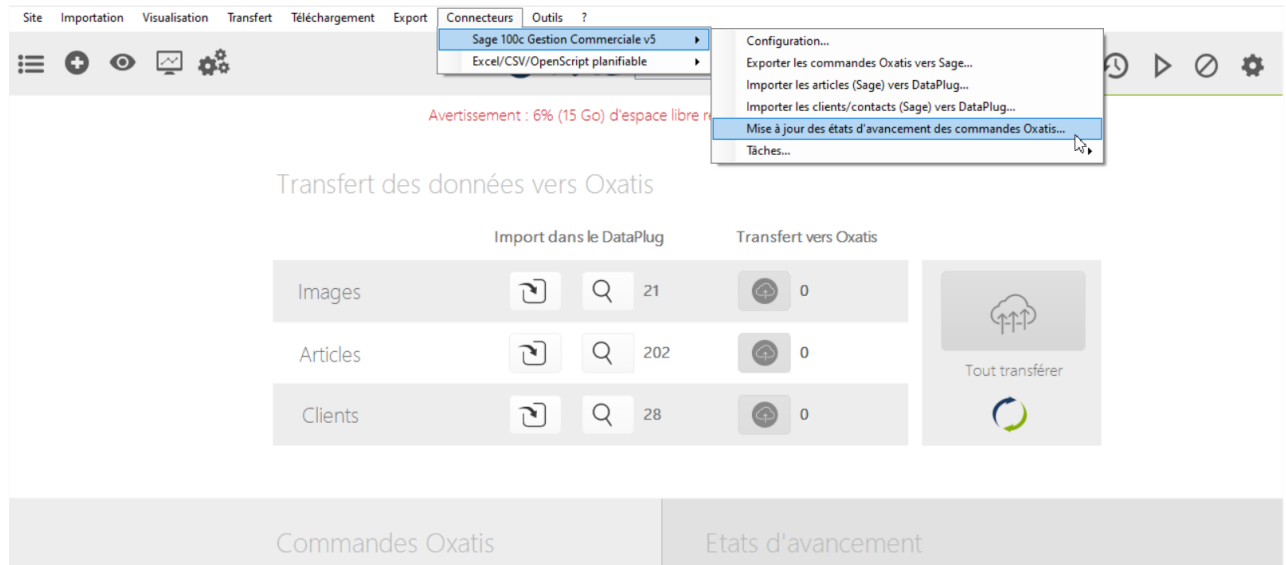 Site Importation Visualisation Transfert Téléchargement Export Connecteurs Outils ?
Sage 100c Gestion Commerciale v5
Excel/CSV/OpenScript planifiable
Configuration...
Exporter les commandes Oxatis vers Sage...
Importer les articles (Sage) vers DataPlug...
Importer les clients/contacts (Sage) vers DataPlug...
Mise à jour des états d'avancement des commandes Oxatis...
Tâches...
Avertissement : 6% (15 Go) d'espace libre
Transfert des données vers Oxatis
Import dans le DataPlug Transfert vers Oxatis
Images 21 0
Articles 202 0
Clients 28 0
Tout transférer
Commandes Oxatis Etats d'avancement